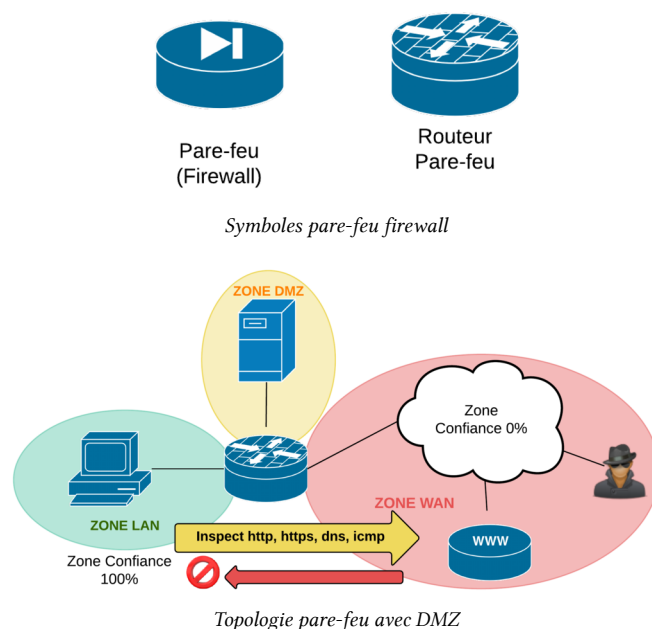 Pare-feu
(Firewall)
Routeur
Pare-feu
Symboles pare-feu firewall
ZONE DMZ
Zone
Confiance 0%
ZONE WAN
ZONE LAN
Inspect http, https, dns, icmp
WWW
Zone Confiance
100%
Topologie pare-feu avec DMZ